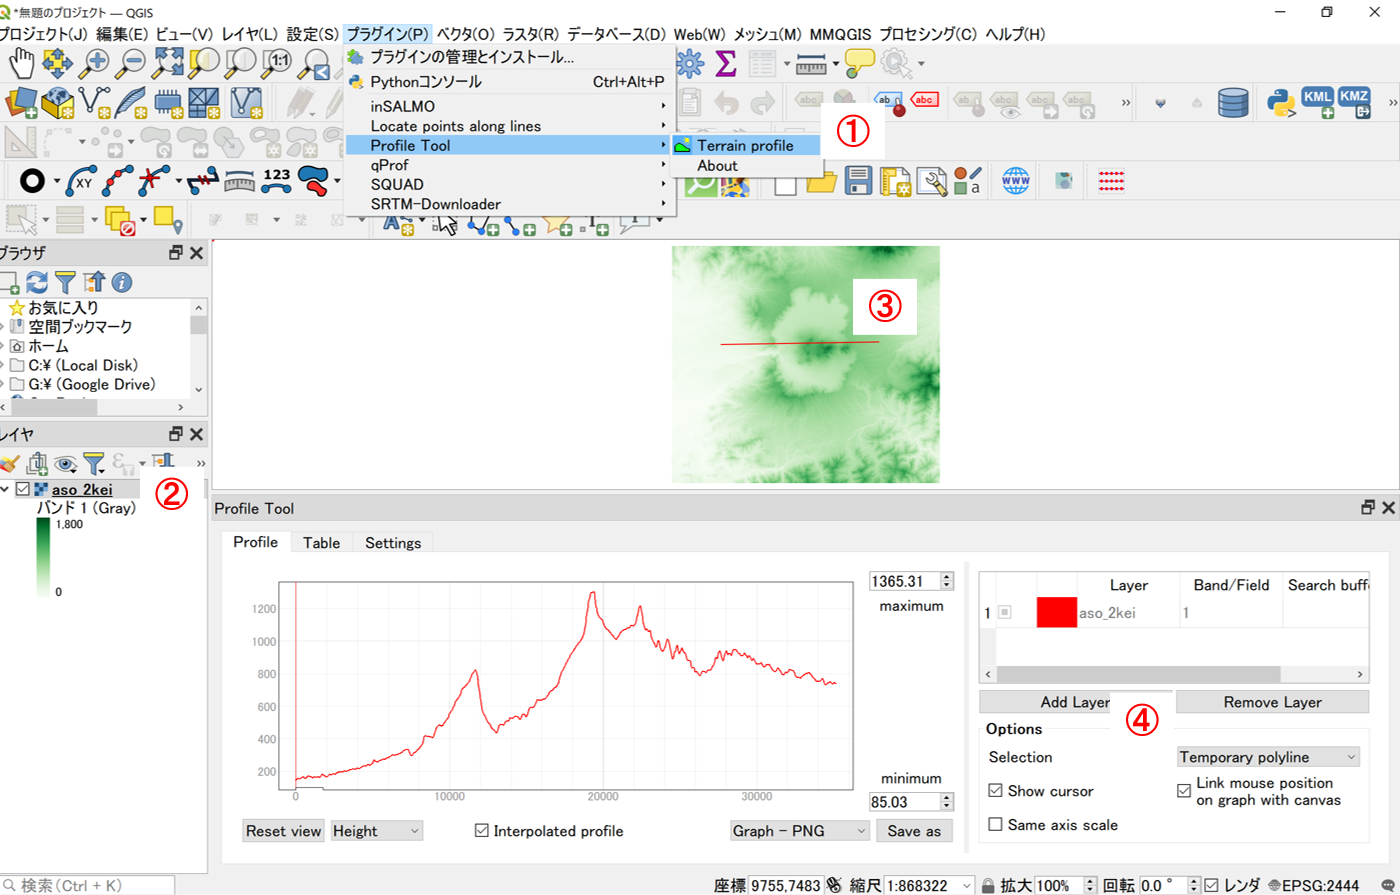 *無題のプロジェクト — QGIS
プロジェクト(J) 編集(E) ビュー(V) レイヤ(L) 設定(S) プラグイン(P) ベクタ(O) ラスタ(R) データベース(D) Web(W) メッシュ(M) MMQGIS プロセシング(C) ヘルプ(H)
プラグインの管理とインストール...
Pythonコンソール Ctrl+Alt+P
inSALMO
Locate points along lines
Profile Tool
qProf
SQUAD
SRTM-Downloader
Terrain profile
About
①
1:1
abc
ab
abc
ab
abc
abc
abc
KML
KMZ
XY
123
a
WWW
ブラウザ
お気に入り
空間ブックマーク
ホーム
C:¥ (Local Disk)
G:¥ (Google Drive)
③
レイヤ
②
aso_2kei
バンド 1 (Gray)
1,800
0
Profile Tool
Profile Table Settings
1200
1000
800
600
400
200
0 10000 20000 30000
1365.31
maximum
minimum
85.03
Reset view Height Interpolated profile Graph - PNG Save as
Layer Band/Field Search buff
1 aso_2kei 1
Add Layer Remove Layer
④
Options
Selection Temporary polyline
Show cursor
Link mouse position
on graph with canvas
Same axis scale
検索(Ctrl + K)
座標 9755,7483 縮尺 1:868322 拡大 100% 回転 0.0 ° レンダ EPSG:2444